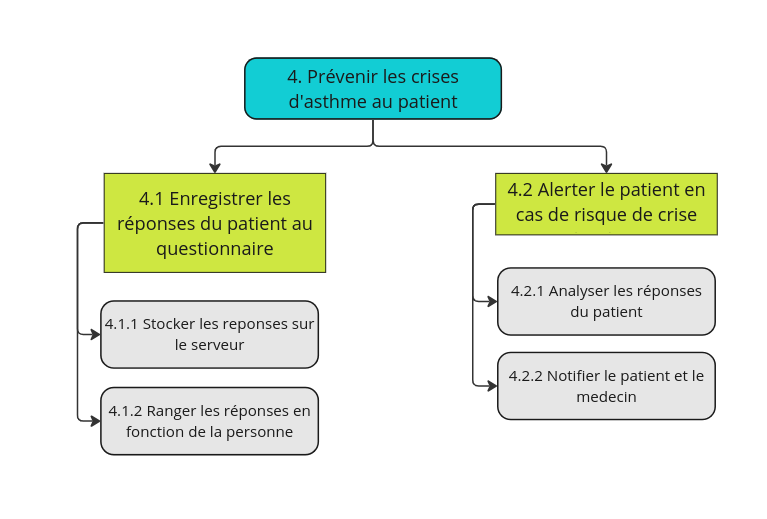 4. Prévenir les crises
d'asthme au patient
4.1 Enregistrer les
réponses du patient au
questionnaire
4.1.1 Stocker les reponses sur
le serveur
4.1.2 Ranger les réponses en
fonction de la personne
4.2 Alerter le patient en
cas de risque de crise
4.2.1 Analyser les réponses
du patient
4.2.2 Notifier le patient et le
medecin